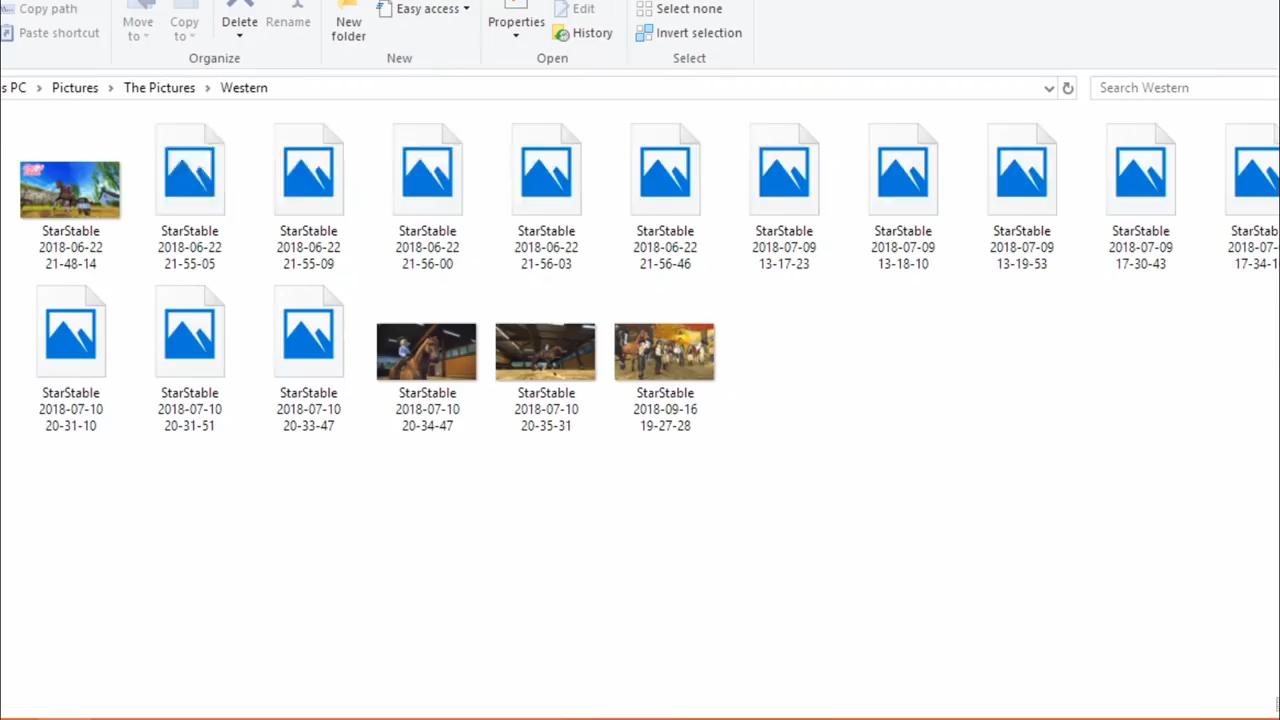 Copy path
Paste shortcut
Move
to
Copy
to
Delete
Rename
Organize
New
folder
Easy access
New
Properties
Edit
History
Open
Select none
Invert selection
Select
s PC > Pictures > The Pictures > Western
Search Western
StarStable
2018-06-22
21-48-14
StarStable
2018-06-22
21-55-05
StarStable
2018-06-22
21-55-09
StarStable
2018-06-22
21-56-00
StarStable
2018-06-22
21-56-03
StarStable
2018-06-22
21-56-46
StarStable
2018-07-09
13-17-23
StarStable
2018-07-09
13-18-10
StarStable
2018-07-09
13-19-53
StarStable
2018-07-09
17-30-43
StarStab
2018-07-
17-34-1
StarStable
2018-07-10
20-31-10
StarStable
2018-07-10
20-31-51
StarStable
2018-07-10
20-33-47
StarStable
2018-07-10
20-34-47
StarStable
2018-07-10
20-35-31
StarStable
2018-09-16
19-27-28